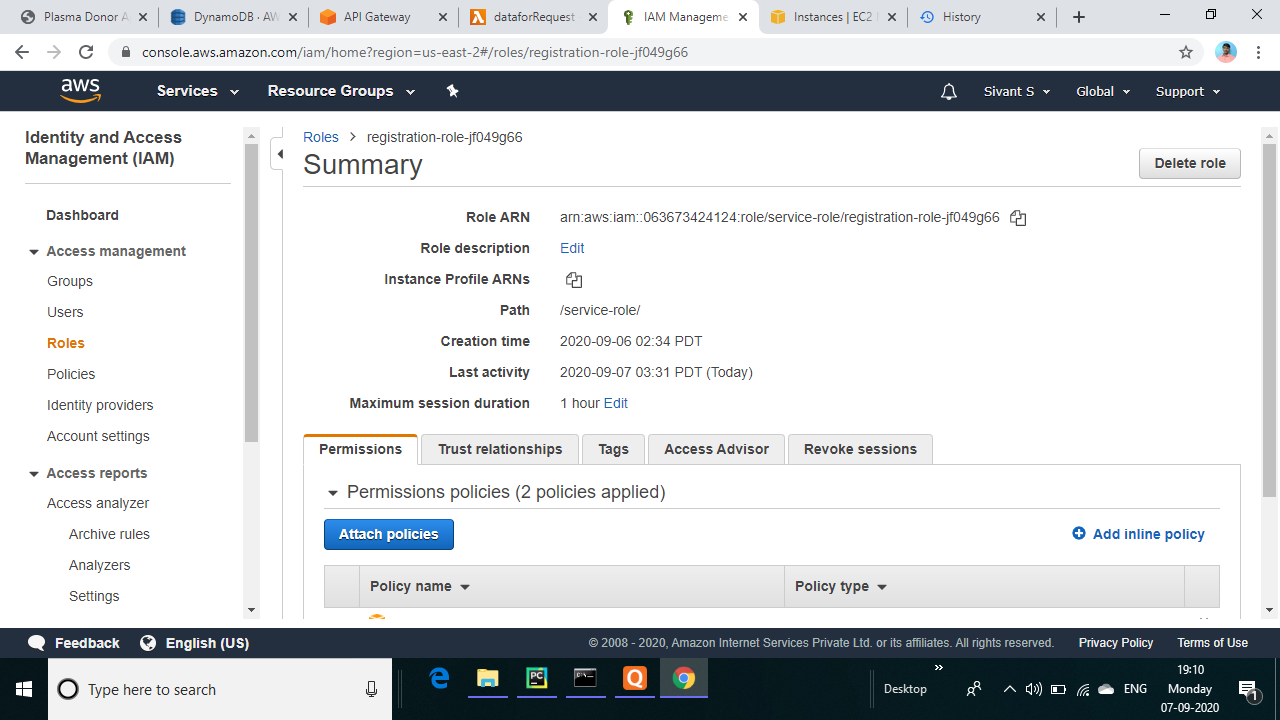 Plasma Donor A
DynamoDB - AW
API Gateway
dataforRequest
IAM Manageme
Instances | EC2
History
console.aws.amazon.com/iam/home?region=us-east-2#/roles/registration-role-jf049g66
aws
Services
Resource Groups
Sivant S
Global
Support
Identity and Access
Management (IAM)
Dashboard
Access management
Groups
Users
Roles
Policies
Identity providers
Account settings
Access reports
Access analyzer
Archive rules
Analyzers
Settings
Roles > registration-role-jf049g66
Summary
Delete role
Role ARN arn:aws:iam::063673424124:role/service-role/registration-role-jf049g66
Role description Edit
Instance Profile ARNs
Path /service-role/
Creation time 2020-09-06 02:34 PDT
Last activity 2020-09-07 03:31 PDT (Today)
Maximum session duration 1 hour Edit
Permissions
Trust relationships
Tags
Access Advisor
Revoke sessions
Permissions policies (2 policies applied)
Attach policies
Add inline policy
Policy name
Policy type
Feedback
English (US)
© 2008 - 2020, Amazon Internet Services Private Ltd. or its affiliates. All rights reserved.
Privacy Policy
Terms of Use
Type here to search
PC
Desktop
ENG
19:10
Monday
07-09-2020
1